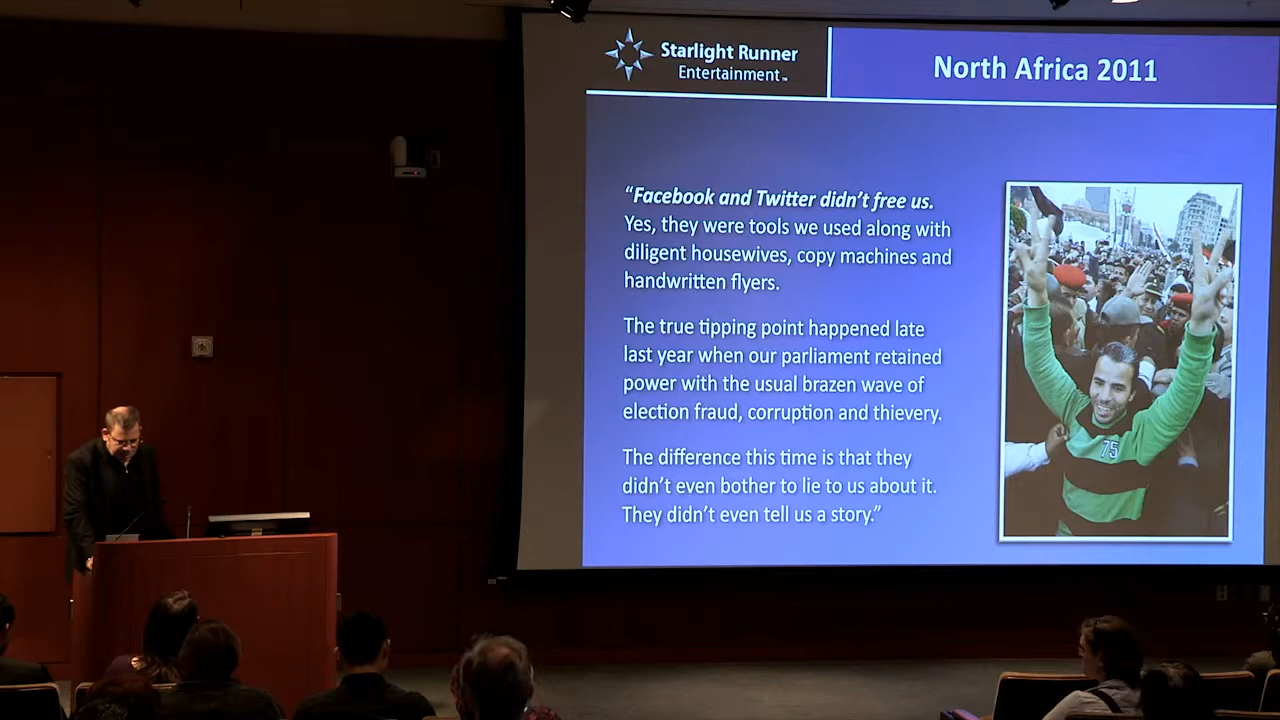 Starlight Runner
Entertainment™
North Africa 2011
“Facebook and Twitter didn’t free us.
Yes, they were tools we used along with
diligent housewives, copy machines and
handwritten flyers.
The true tipping point happened late
last year when our parliament retained
power with the usual brazen wave of
election fraud, corruption and thievery.
The difference this time is that they
didn’t even bother to lie to us about it.
They didn’t even tell us a story.”
75